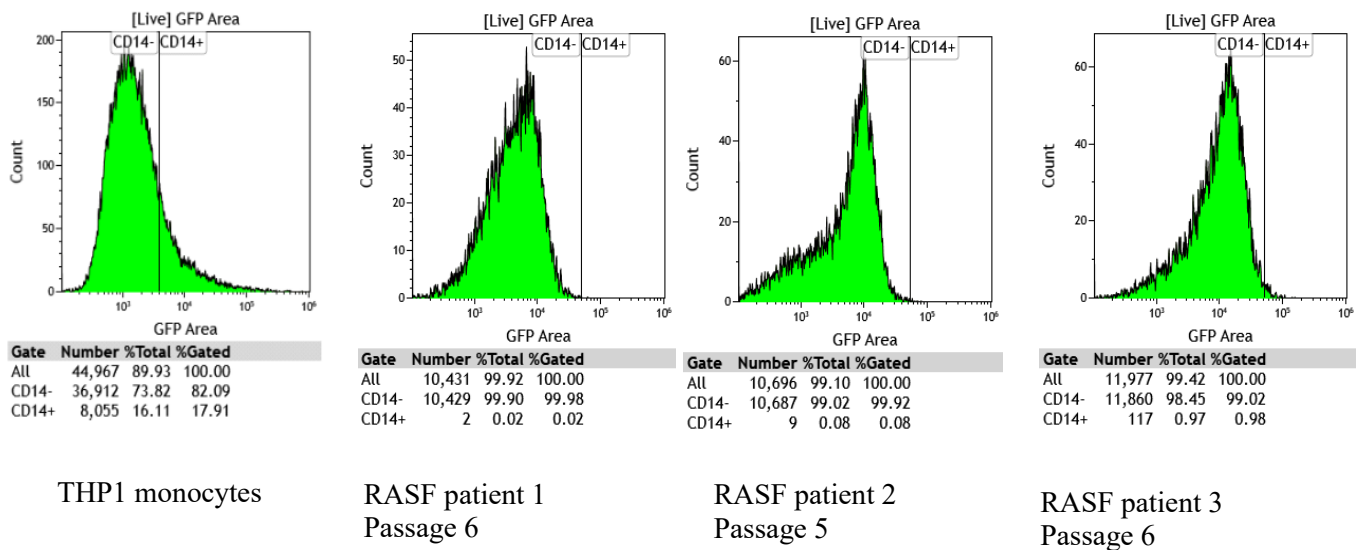 [Live] GFP Area
CD14- CD14+
200
150
100
50
0
Count
10³ 10⁴ 10⁵ 10⁶
GFP Area
Gate Number %Total %Gated
All 44,967 89.93 100.00
CD14- 36,912 73.82 82.09
CD14+ 8,055 16.11 17.91
THP1 monocytes
[Live] GFP Area
CD14- CD14+
50
40
30
20
10
0
Count
10³ 10⁴ 10⁵ 10⁶
GFP Area
Gate Number %Total %Gated
All 10,431 99.92 100.00
CD14- 10,429 99.90 99.98
CD14+ 2 0.02 0.02
RASF patient 1
Passage 6
[Live] GFP Area
CD14- CD14+
60
40
20
0
Count
10³ 10⁴ 10⁵ 10⁶
GFP Area
Gate Number %Total %Gated
All 10,696 99.10 100.00
CD14- 10,687 99.02 99.92
CD14+ 9 0.08 0.08
RASF patient 2
Passage 5
[Live] GFP Area
CD14- CD14+
60
40
20
0
Count
10³ 10⁴ 10⁵ 10⁶
GFP Area
Gate Number %Total %Gated
All 11,977 99.42 100.00
CD14- 11,860 98.45 99.02
CD14+ 117 0.97 0.98
RASF patient 3
Passage 6